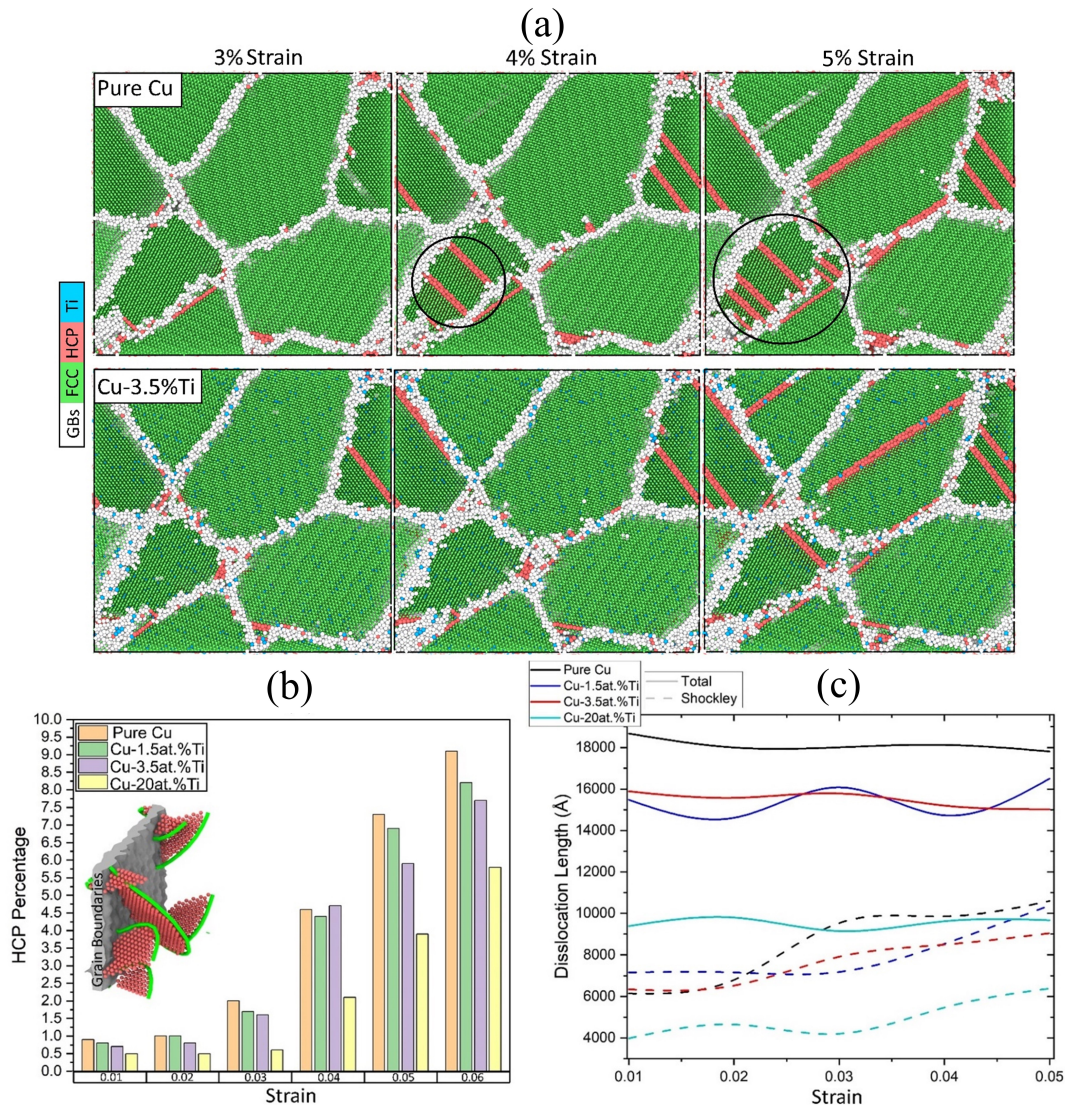 (a)
3% Strain 4% Strain 5% Strain
Pure Cu
Ti
HCP
FCC
GBs
Cu-3.5%Ti
(b)
HCP Percentage
10.0
9.5
9.0
8.5
8.0
7.5
7.0
6.5
6.0
5.5
5.0
4.5
4.0
3.5
3.0
2.5
2.0
1.5
1.0
0.5
0.0
Pure Cu
Cu-1.5at.%Ti
Cu-3.5at.%Ti
Cu-20at.%Ti
Grain Boundaries
0.01 0.02 0.03 0.04 0.05 0.06
Strain
(c)
Pure Cu
Cu-1.5at.%Ti
Cu-3.5at.%Ti
Cu-20at.%Ti
Total
Shockley
Disslocation Length (Å)
18000
16000
14000
12000
10000
8000
6000
4000
0.01 0.02 0.03 0.04 0.05
Strain